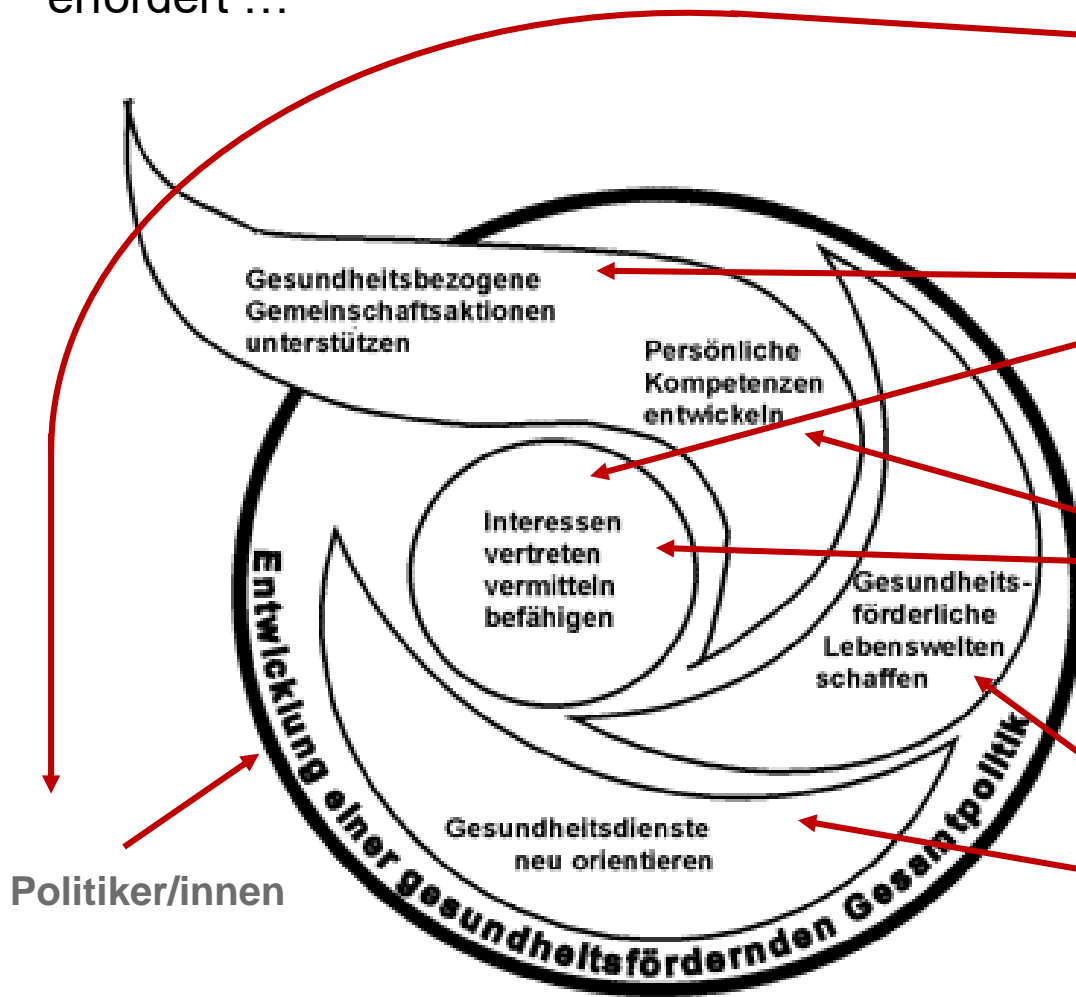 erfordert …
Gesundheitsbezogene
Gemeinschaftsaktionen
unterstützen
Persönliche
Kompetenzen
entwickeln
Interessen
vertreten
vermitteln
befähigen
Gesundheits-
förderliche
Lebenswelten
schaffen
Gesundheitsdienste
neu orientieren
Entwicklung einer gesundheitsfördernden Gesamtpolitik
Politiker/innen